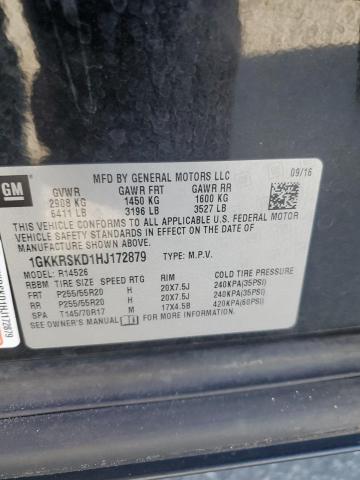 GM
MFD BY GENERAL MOTORS LLC 09/16
GVWR GAWR FRT GAWR RR
2908 KG 1450 KG 1600 KG
6411 LB 3196 LB 3527 LB
THIS VEHICLE CONFORMS TO ALL APPLICABLE U.S. FEDERAL MOTOR
VEHICLE SAFETY STANDARDS IN EFFECT ON THE DATE OF
MANUFACTURE SHOWN ABOVE.
1GKKRSKD1HJ172879 TYPE: M.P.V.
MODEL: R14526
RBBM TIRE SIZE SPEED RTG RIM COLD TIRE PRESSURE
FRT P255/55R20 H 20X7.5J 240KPA(35PSI)
RR P255/55R20 H 20X7.5J 240KPA(35PSI)
SPA T145/70R17 M 17X4.5B 420KPA(60PSI)
SEE OWNER'S MANUAL FOR ADDITIONAL INFORMATION.